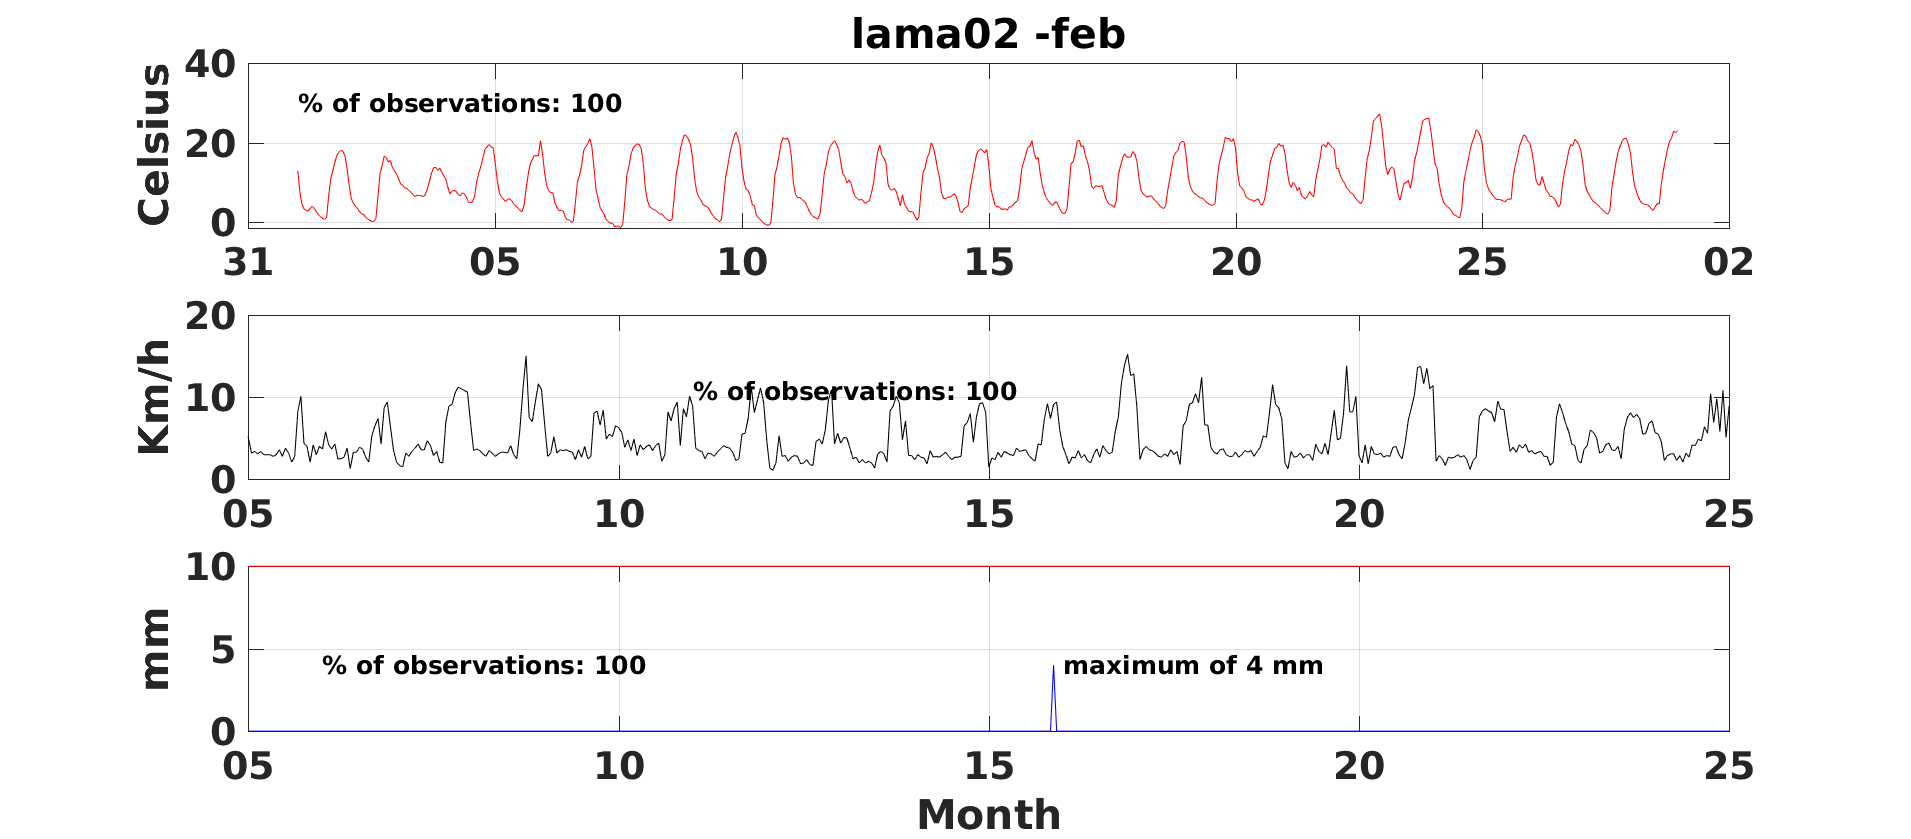 lama02 -feb
40
20
0
Celsius
% of observations: 100
31 05 10 15 20 25 02
20
10
0
Km/h
% of observations: 100
05 10 15 20 25
10
5
0
mm
% of observations: 100 maximum of 4 mm
05 10 15 20 25
Month